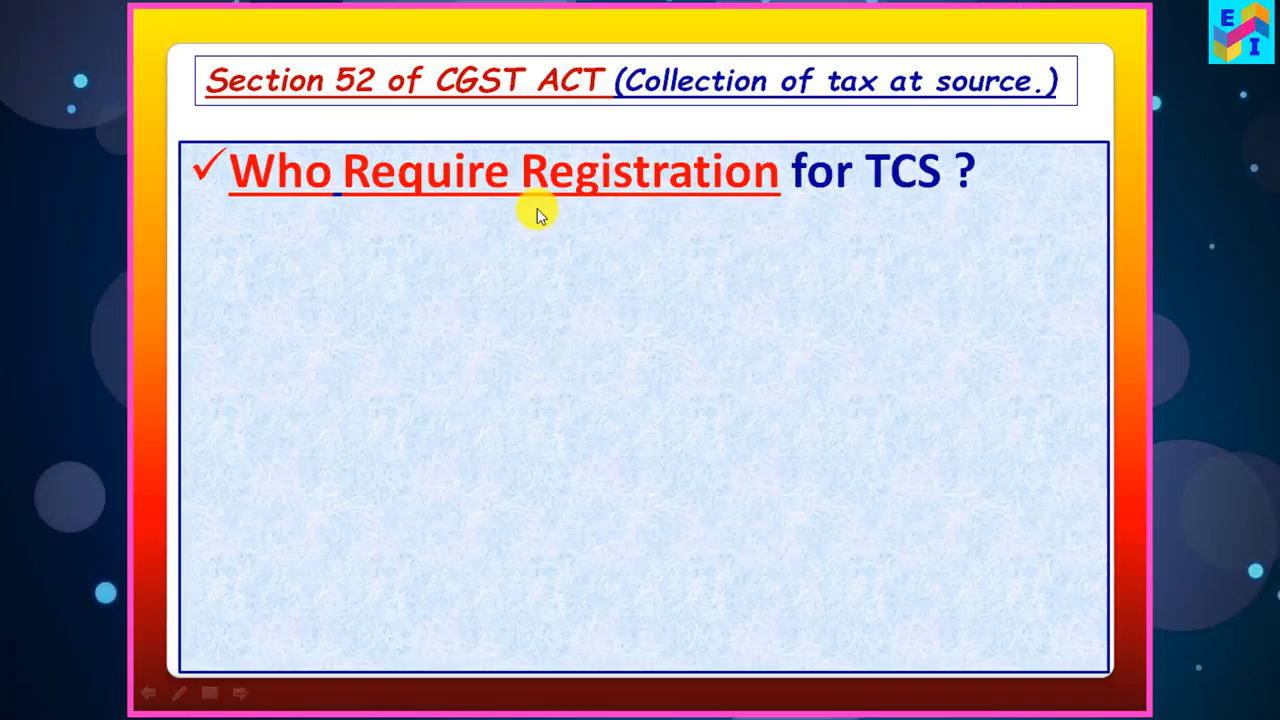 E
I
Section 52 of CGST ACT (Collection of tax at source.)
✓Who Require Registration for TCS ?